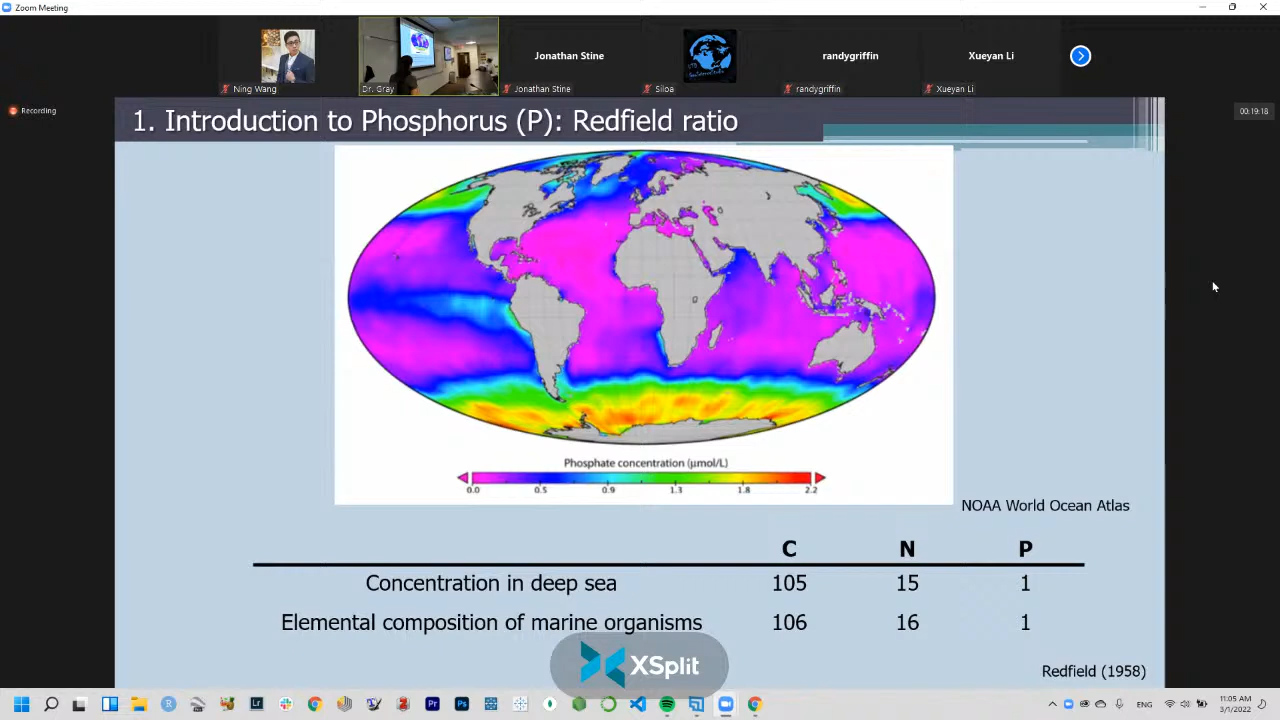 Zoom Meeting
Jonathan Stine
randygriffin
Xueyan Li
Ning Wang
Dr. Gray
Jonathan Stine
Siloa
randygriffin
Xueyan Li
Recording
00:19:18
1. Introduction to Phosphorus (P): Redfield ratio
Phosphate concentration (µmol/L)
0.0 0.5 0.9 1.3 1.8 2.2
NOAA World Ocean Atlas
C N P
Concentration in deep sea 105 15 1
Elemental composition of marine organisms 106 16 1
XSplit
Redfield (1958)
ENG
11:05 AM
3/1/2022